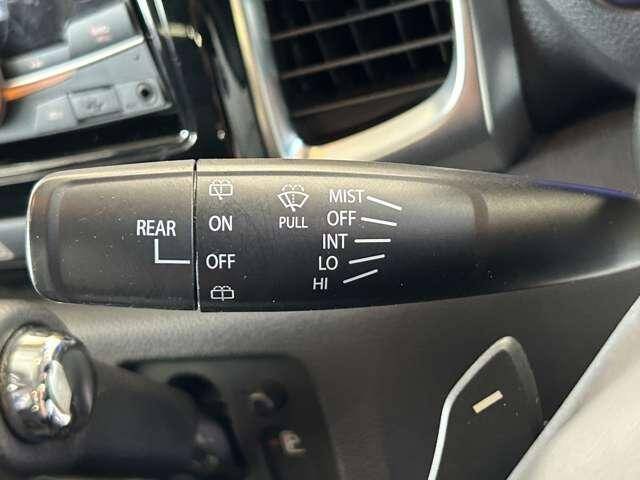 REAR
ON
OFF
PULL
MIST
OFF
INT
LO
HI